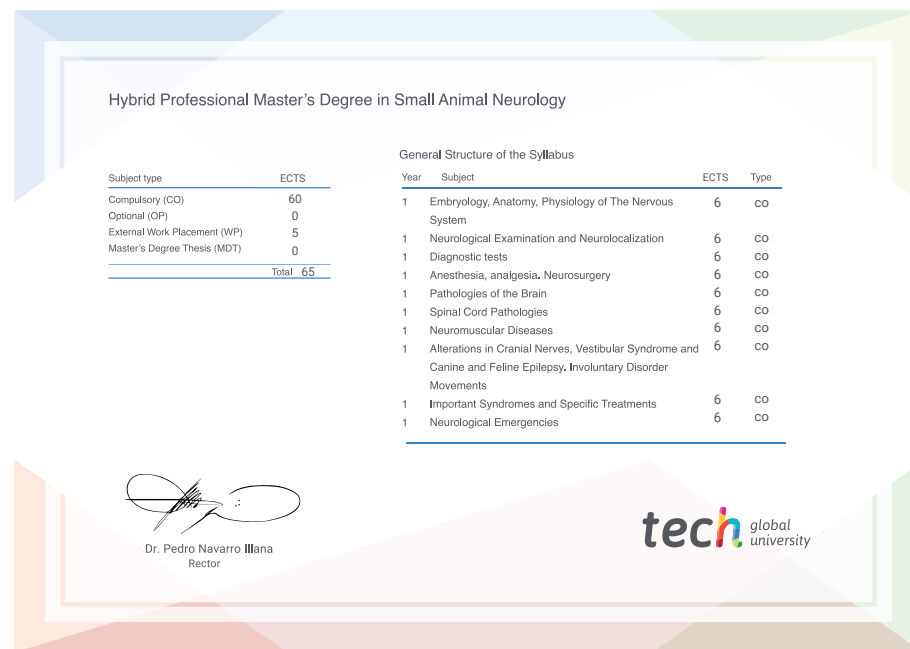 Hybrid Professional Master's Degree in Small Animal Neurology
Subject type ECTS
Compulsory (CO) 60
Optional (OP) 0
External Work Placement (WP) 5
Master's Degree Thesis (MDT) 0
Total 65
General Structure of the Syllabus
Year Subject ECTS Type
1 Embryology, Anatomy, Physiology of The Nervous 6 CO
System
1 Neurological Examination and Neurolocalization 6 CO
1 Diagnostic tests 6 CO
1 Anesthesia, analgesia. Neurosurgery 6 CO
1 Pathologies of the Brain 6 CO
1 Spinal Cord Pathologies 6 CO
1 Neuromuscular Diseases 6 CO
1 Alterations in Cranial Nerves, Vestibular Syndrome and 6 CO
Canine and Feline Epilepsy. Involuntary Disorder
Movements
1 Important Syndromes and Specific Treatments 6 CO
1 Neurological Emergencies 6 CO
Dr. Pedro Navarro Illana
Rector
tech global
university